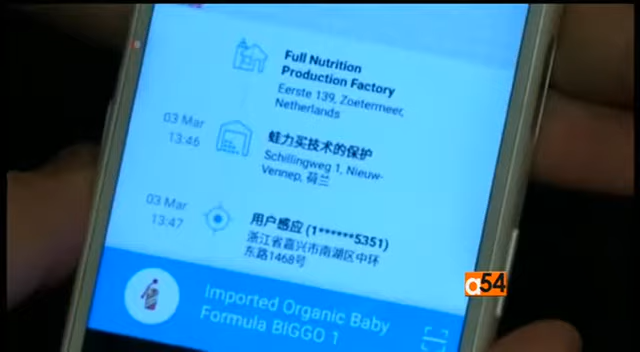 Full Nutrition
Production Factory
Eerste 139, Zoetermeer,
Netherlands
03 Mar
13:46
蛙力买技术的保护
Schillingweg 1, Nieuw-
Vennep, 荷兰
03 Mar
13:47
用户感应 (1******5351)
浙江省嘉兴市南湖区中环
东路1468号
Imported Organic Baby
Formula BIGGO 1
a54